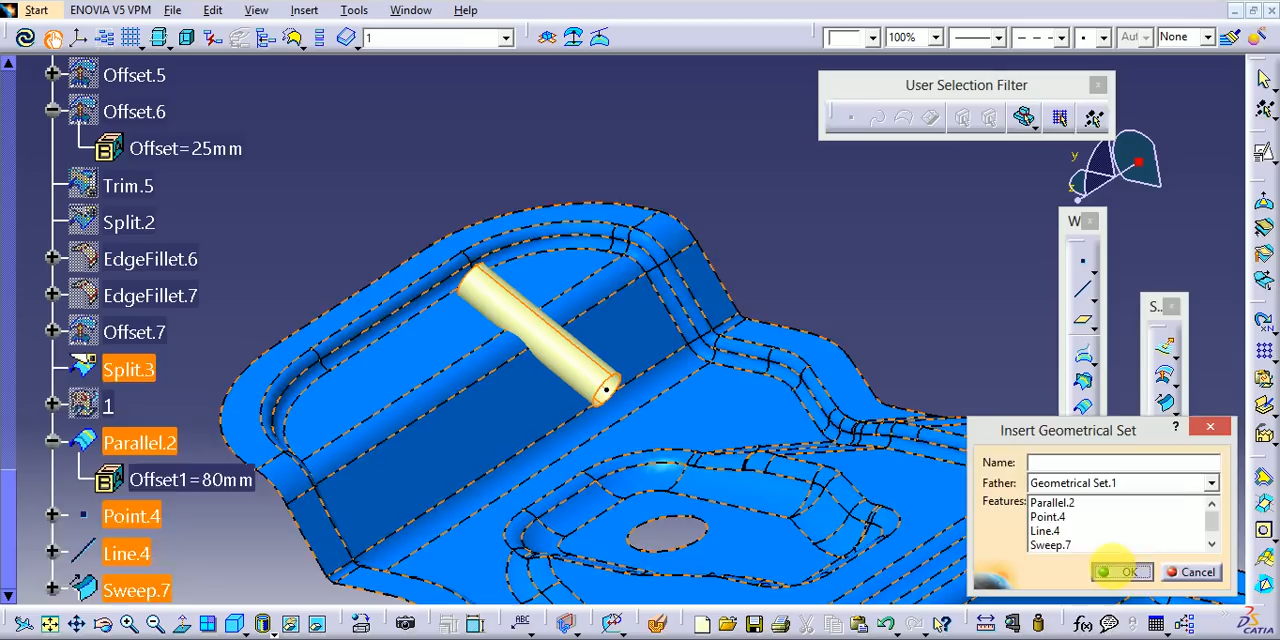 Start ENOVIA V5 VPM File Edit View Insert Tools Window Help
1 100% Aut None
Offset.5
Offset.6
Offset=25mm
Trim.5
Split.2
EdgeFillet.6
EdgeFillet.7
Offset.7
Split.3
1
Parallel.2
Offset1=80mm
Point.4
Line.4
Sweep.7
User Selection Filter
y
z
W
S..
Insert Geometrical Set ?
Name:
Father: Geometrical Set.1
Features: Parallel.2
Point.4
Line.4
Sweep.7
OK Cancel
ABC
f(x)
DS
CATIA